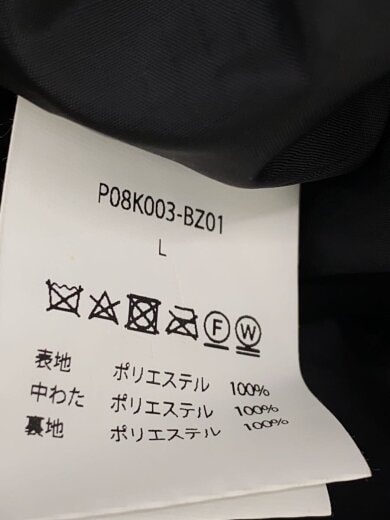 P08K003-BZ01
L
F W
表地 ポリエステル 100%
中わた ポリエステル 100%
裏地 ポリエステル 100%